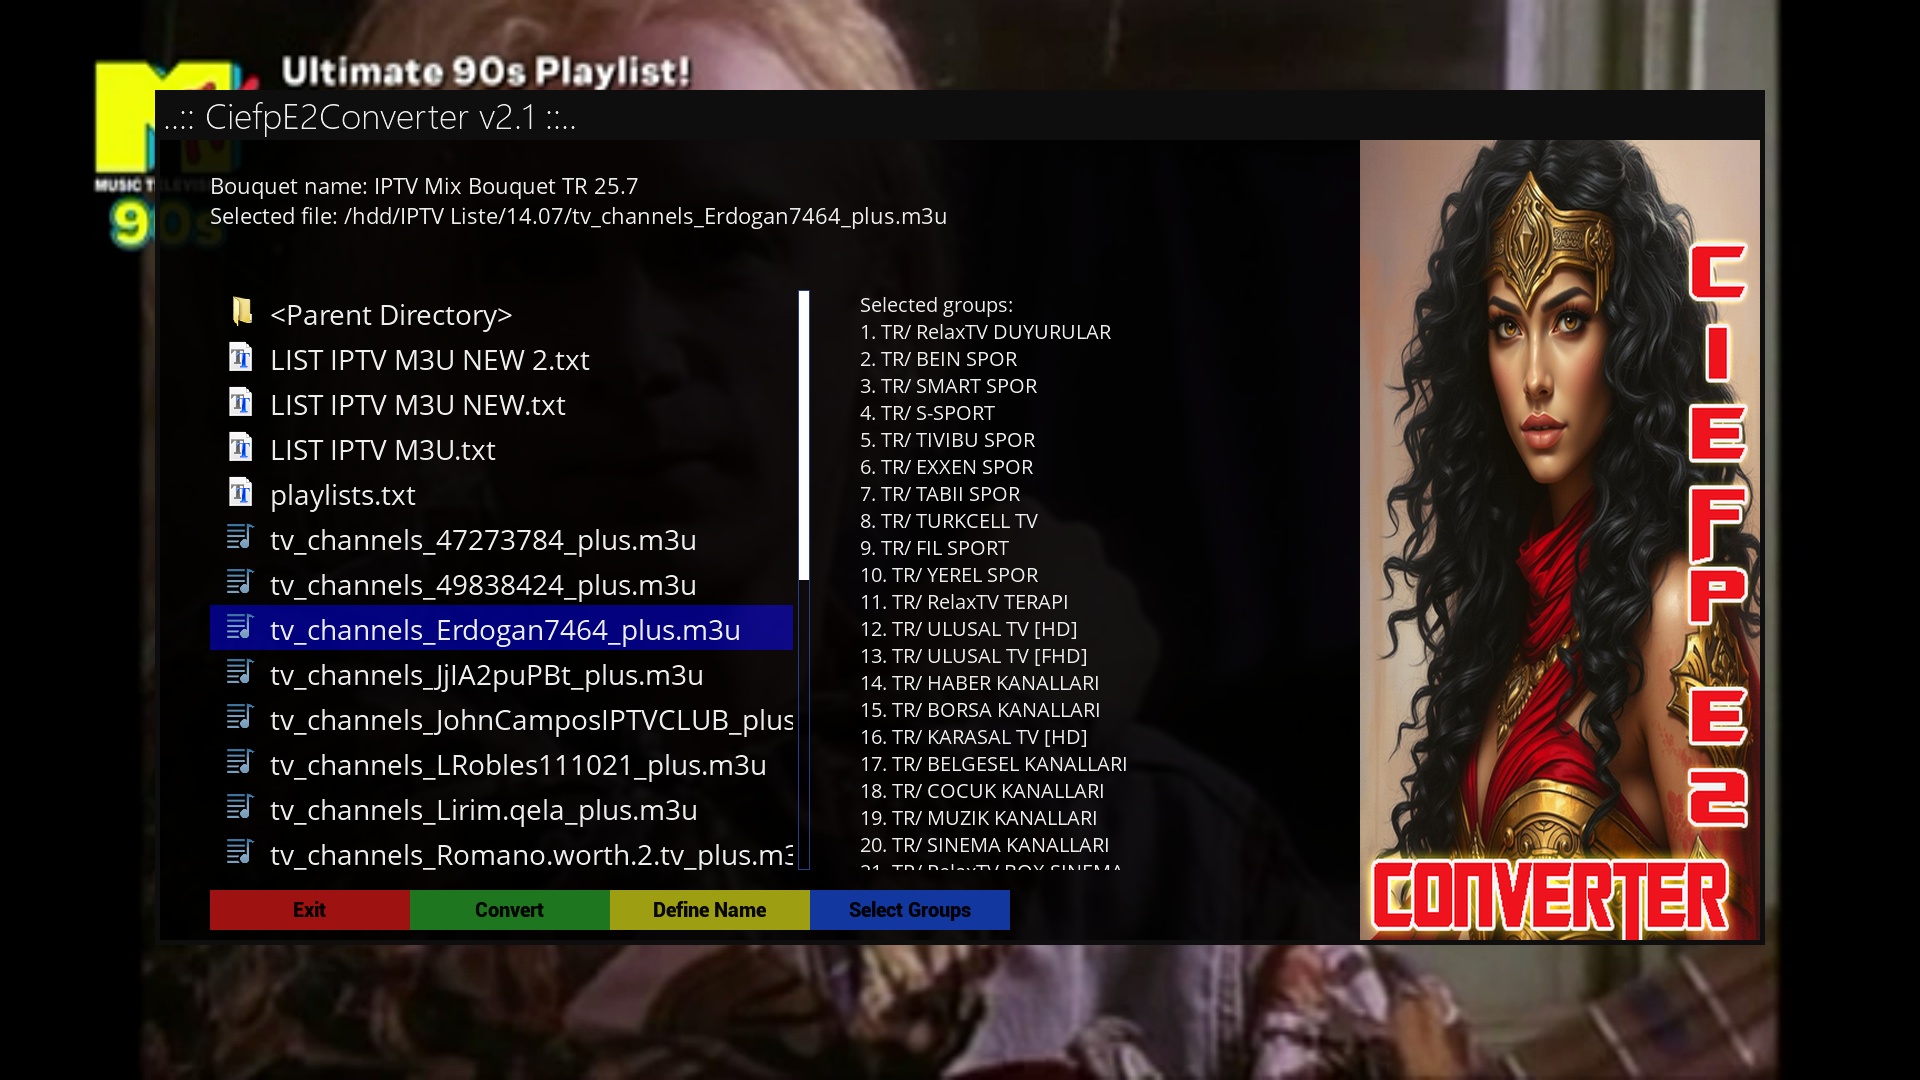 Ultimate 90s Playlist!
MUSIC T
90s
..:: CiefpE2Converter v2.1 ::..
Bouquet name: IPTV Mix Bouquet TR 25.7
Selected file: /hdd/IPTV Liste/14.07/tv_channels_Erdogan7464_plus.m3u
<Parent Directory>
LIST IPTV M3U NEW 2.txt
LIST IPTV M3U NEW.txt
LIST IPTV M3U.txt
playlists.txt
tv_channels_47273784_plus.m3u
tv_channels_49838424_plus.m3u
tv_channels_Erdogan7464_plus.m3u
tv_channels_JjIA2puPBt_plus.m3u
tv_channels_JohnCamposIPTVCLUB_plus
tv_channels_LRobles111021_plus.m3u
tv_channels_Lirim.qela_plus.m3u
tv_channels_Romano.worth.2.tv_plus.m3
Selected groups:
1. TR/ RelaxTV DUYURULAR
2. TR/ BEIN SPOR
3. TR/ SMART SPOR
4. TR/ S-SPORT
5. TR/ TIVIBU SPOR
6. TR/ EXXEN SPOR
7. TR/ TABII SPOR
8. TR/ TURKCELL TV
9. TR/ FIL SPORT
10. TR/ YEREL SPOR
11. TR/ RelaxTV TERAPI
12. TR/ ULUSAL TV [HD]
13. TR/ ULUSAL TV [FHD]
14. TR/ HABER KANALLARI
15. TR/ BORSA KANALLARI
16. TR/ KARASAL TV [HD]
17. TR/ BELGESEL KANALLARI
18. TR/ COCUK KANALLARI
19. TR/ MUZIK KANALLARI
20. TR/ SINEMA KANALLARI
21. TR/ RelaxTV BOX SINEMA
Exit
Convert
Define Name
Select Groups
CIEFP E2
CONVERTER